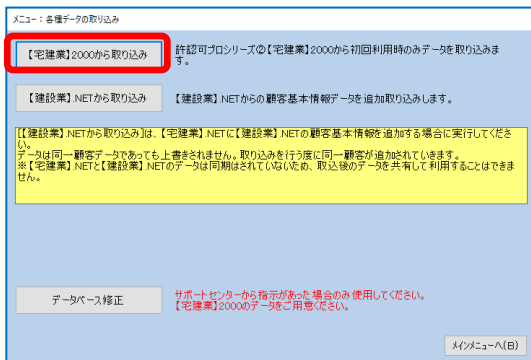 メニュー：各種データの取り込み
【宅建業】2000から取り込み
許認可プロシリーズ②【宅建業】2000から初回利用時のみデータを取り込みま
す。
【建設業】.NETから取り込み
【建設業】.NETからの顧客基本情報データを追加取り込みします。
[【建設業】.NETから取り込み]は、【宅建業】.NETに【建設業】.NETの顧客基本情報を追加する場合に実行してくださ
い。
データは同一顧客データであっても上書きされません。取り込みを行う度に同一顧客が追加されていきます。
※【宅建業】.NETと【建設業】.NETのデータは同期はされていないため、取込後のデータを共有して利用することはできま
せん。
データベース修正
サポートセンターから指示があった場合のみ使用してください。
【宅建業】2000のデータをご用意ください。
メインメニューへ(B)